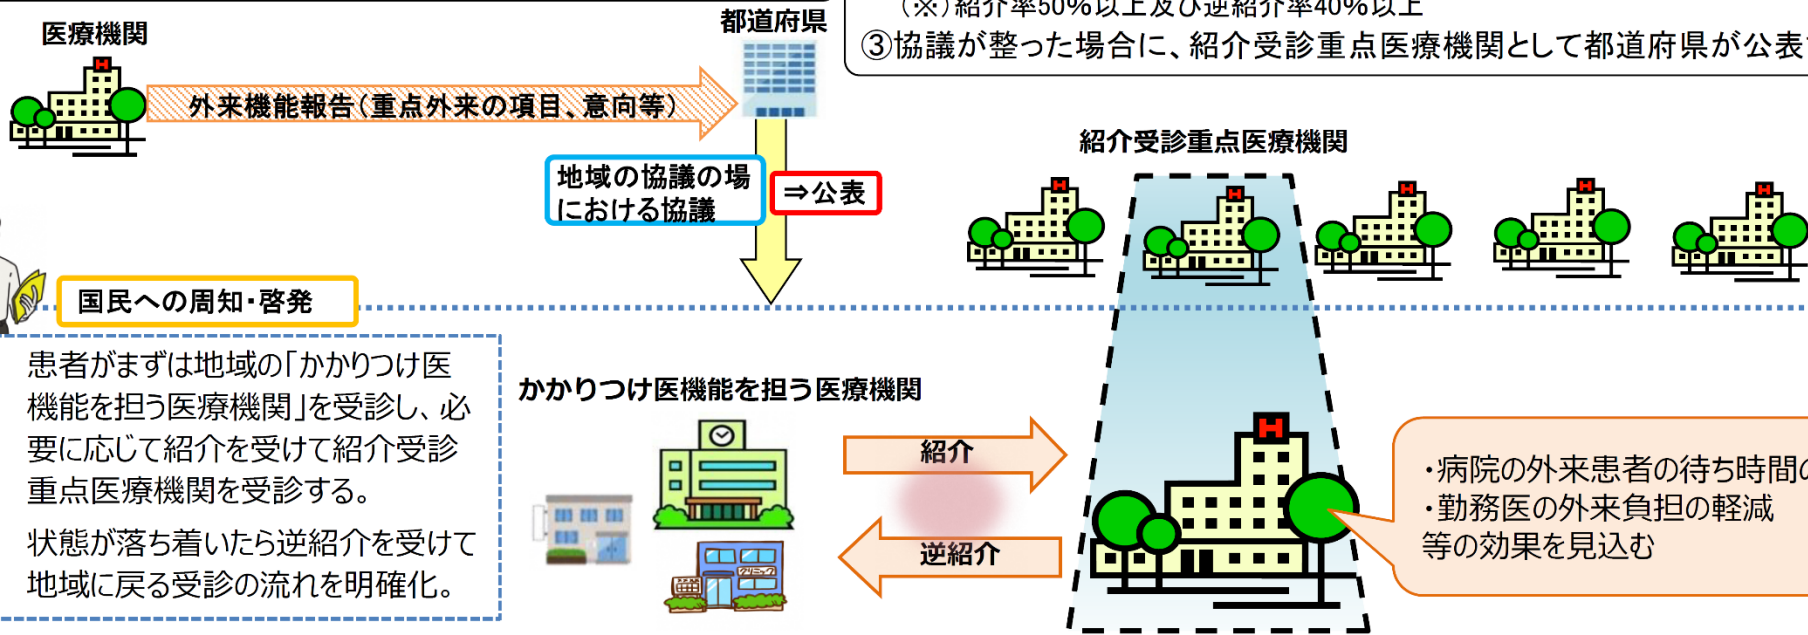 (※)紹介率50%以上及び逆紹介率40%以上
③協議が整った場合に、紹介受診重点医療機関として都道府県が公表
医療機関
都道府県
外来機能報告(重点外来の項目、意向等)
地域の協議の場
における協議
⇒公表
紹介受診重点医療機関
国民への周知・啓発
患者がまずは地域の「かかりつけ医
機能を担う医療機関」を受診し、必
要に応じて紹介を受けて紹介受診
重点医療機関を受診する。
状態が落ち着いたら逆紹介を受けて
地域に戻る受診の流れを明確化。
かかりつけ医機能を担う医療機関
クリニック
紹介
逆紹介
・病院の外来患者の待ち時間の
・勤務医の外来負担の軽減
等の効果を見込む